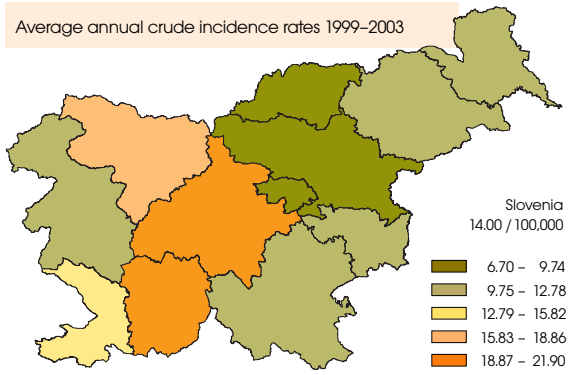 Average annual crude incidence rates 1999–2003
Slovenia
14.00 / 100,000
6.70 – 9.74
9.75 – 12.78
12.79 – 15.82
15.83 – 18.86
18.87 – 21.90